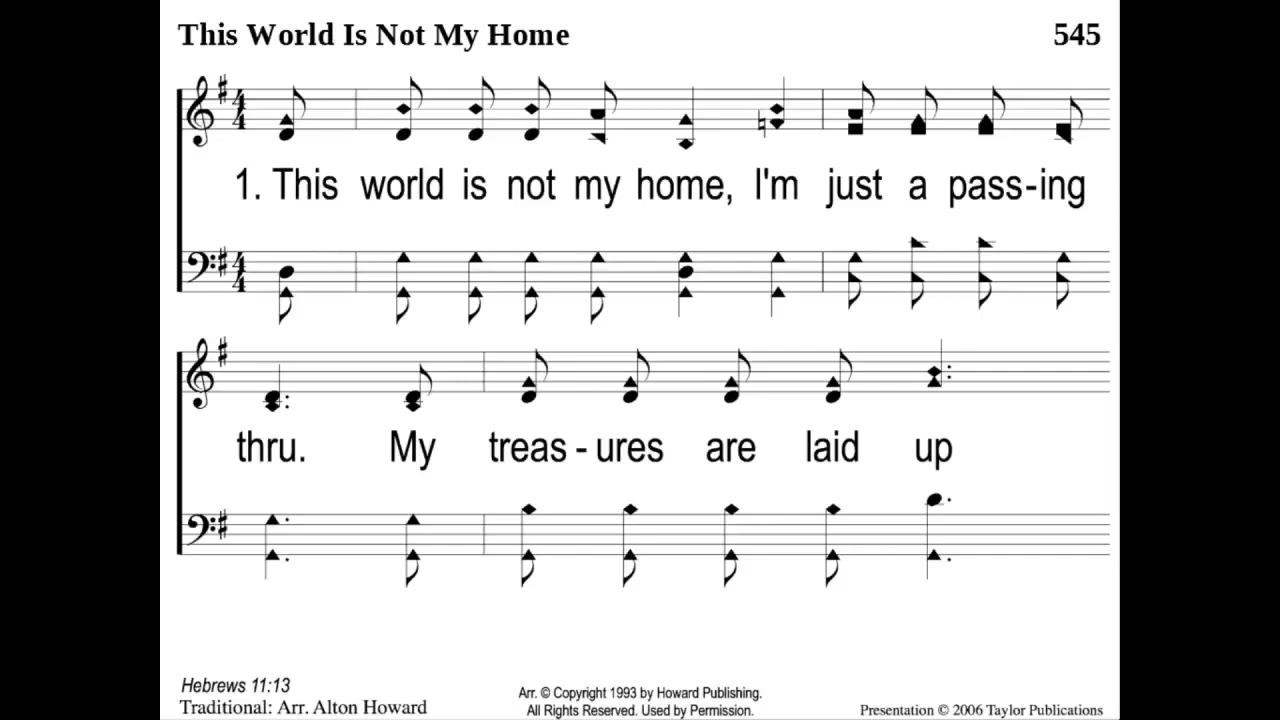 This World Is Not My Home 545
1. This world is not my home, I'm just a pass-ing
thru. My treas - ures are laid up
Hebrews 11:13
Traditional: Arr. Alton Howard
Arr. © Copyright 1993 by Howard Publishing.
All Rights Reserved. Used by Permission.
Presentation © 2006 Taylor Publications